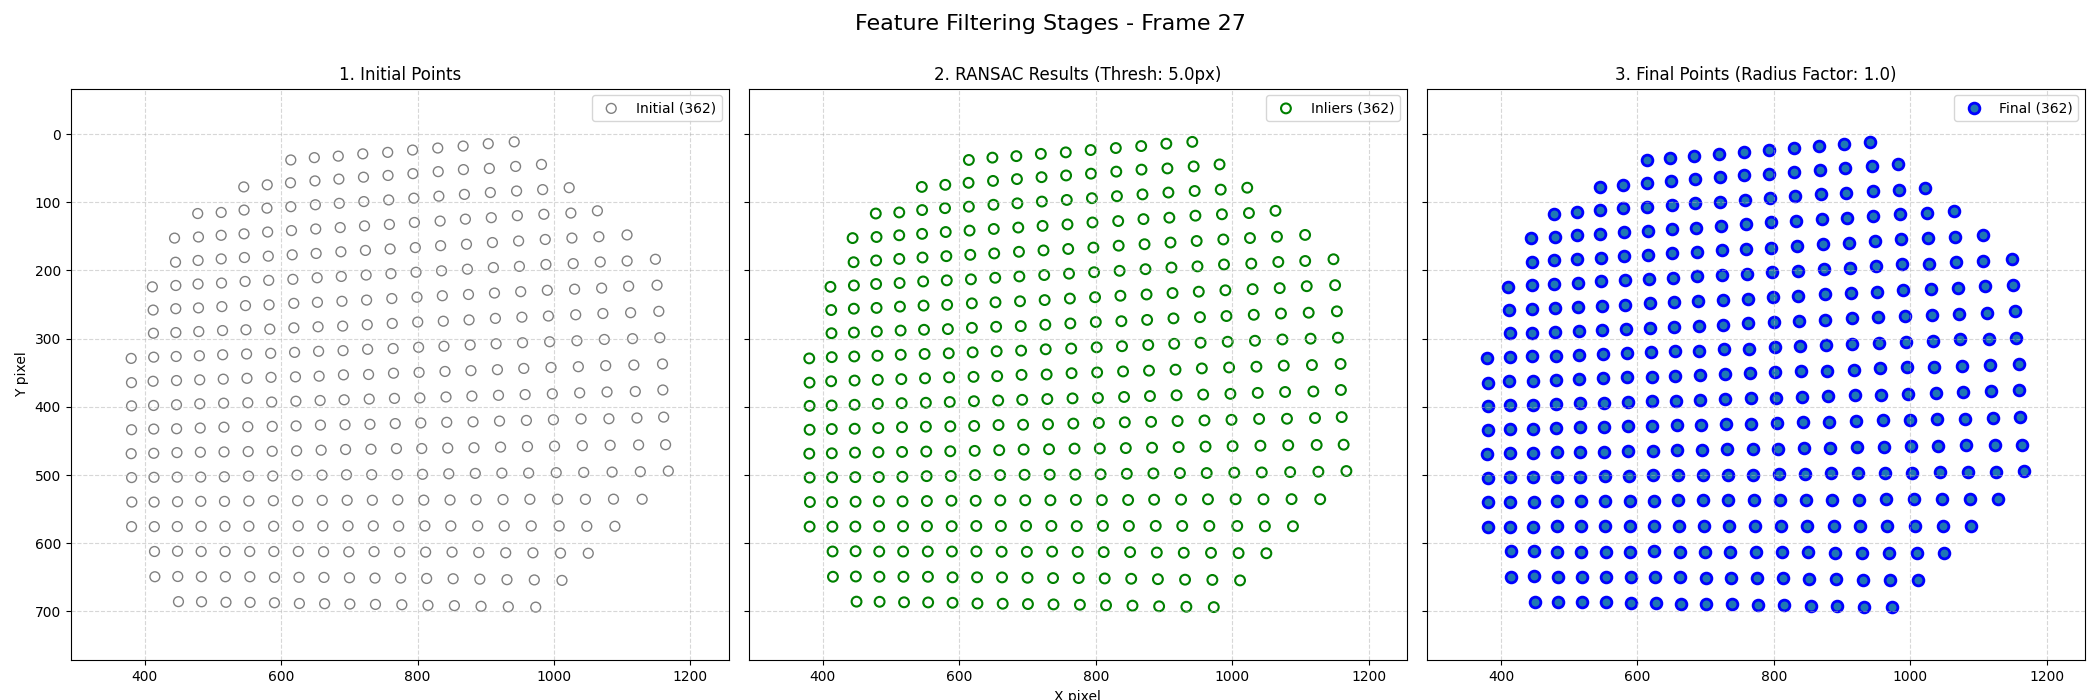 Feature Filtering Stages - Frame 27
1. Initial Points
2. RANSAC Results (Thresh: 5.0px)
3. Final Points (Radius Factor: 1.0)
Initial (362)
Inliers (362)
Final (362)
0
100
200
300
400
500
600
700
Y pixel
400 600 800 1000 1200
400 600 800 1000 1200
400 600 800 1000 1200
X pixel